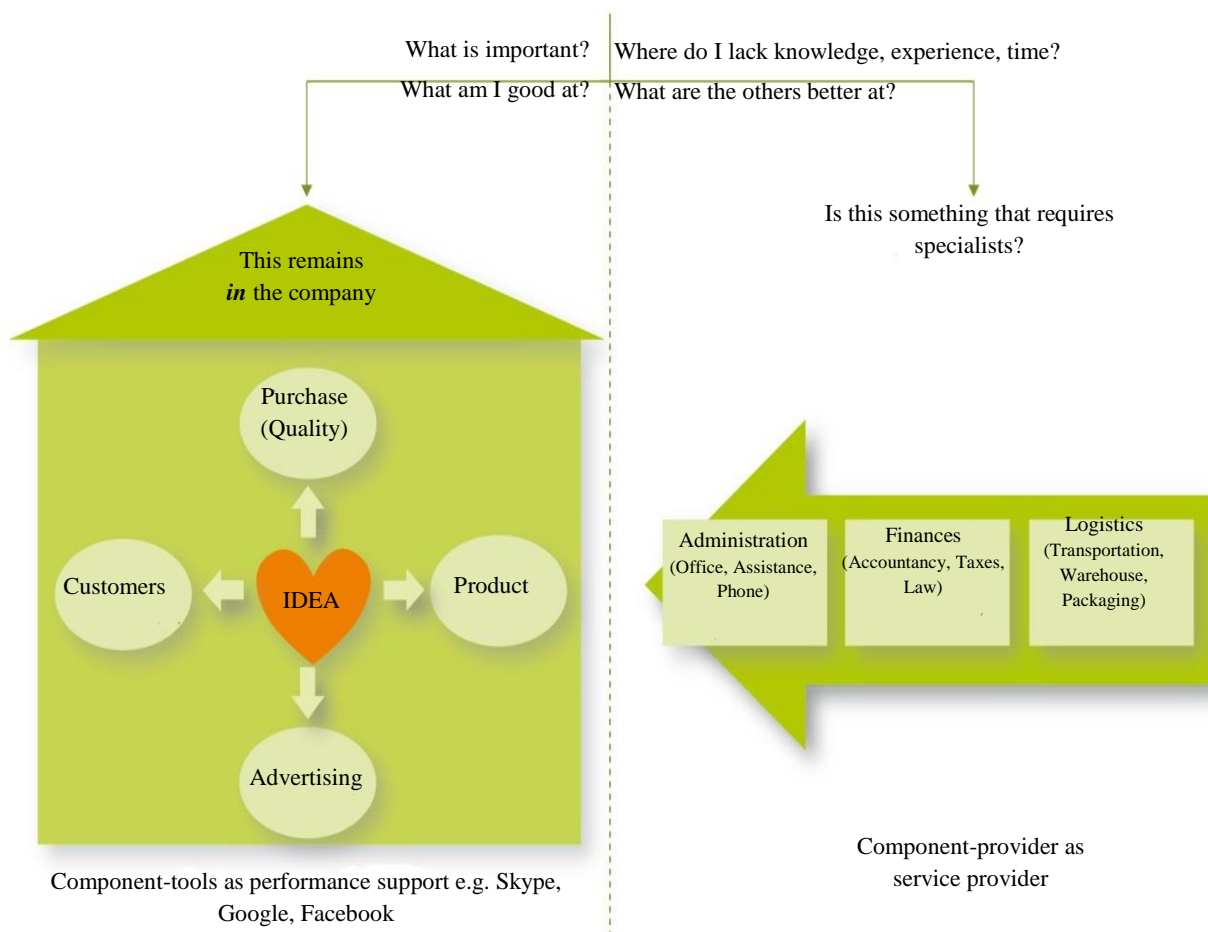 What is important?
What am I good at?
Where do I lack knowledge, experience, time?
What are the others better at?
This remains
in the company
Purchase
(Quality)
Customers
IDEA
Product
Advertising
Component-tools as performance support e.g. Skype,
Google, Facebook
Is this something that requires
specialists?
Administration
(Office, Assistance,
Phone)
Finances
(Accountancy, Taxes,
Law)
Logistics
(Transportation,
Warehouse,
Packaging)
Component-provider as
service provider